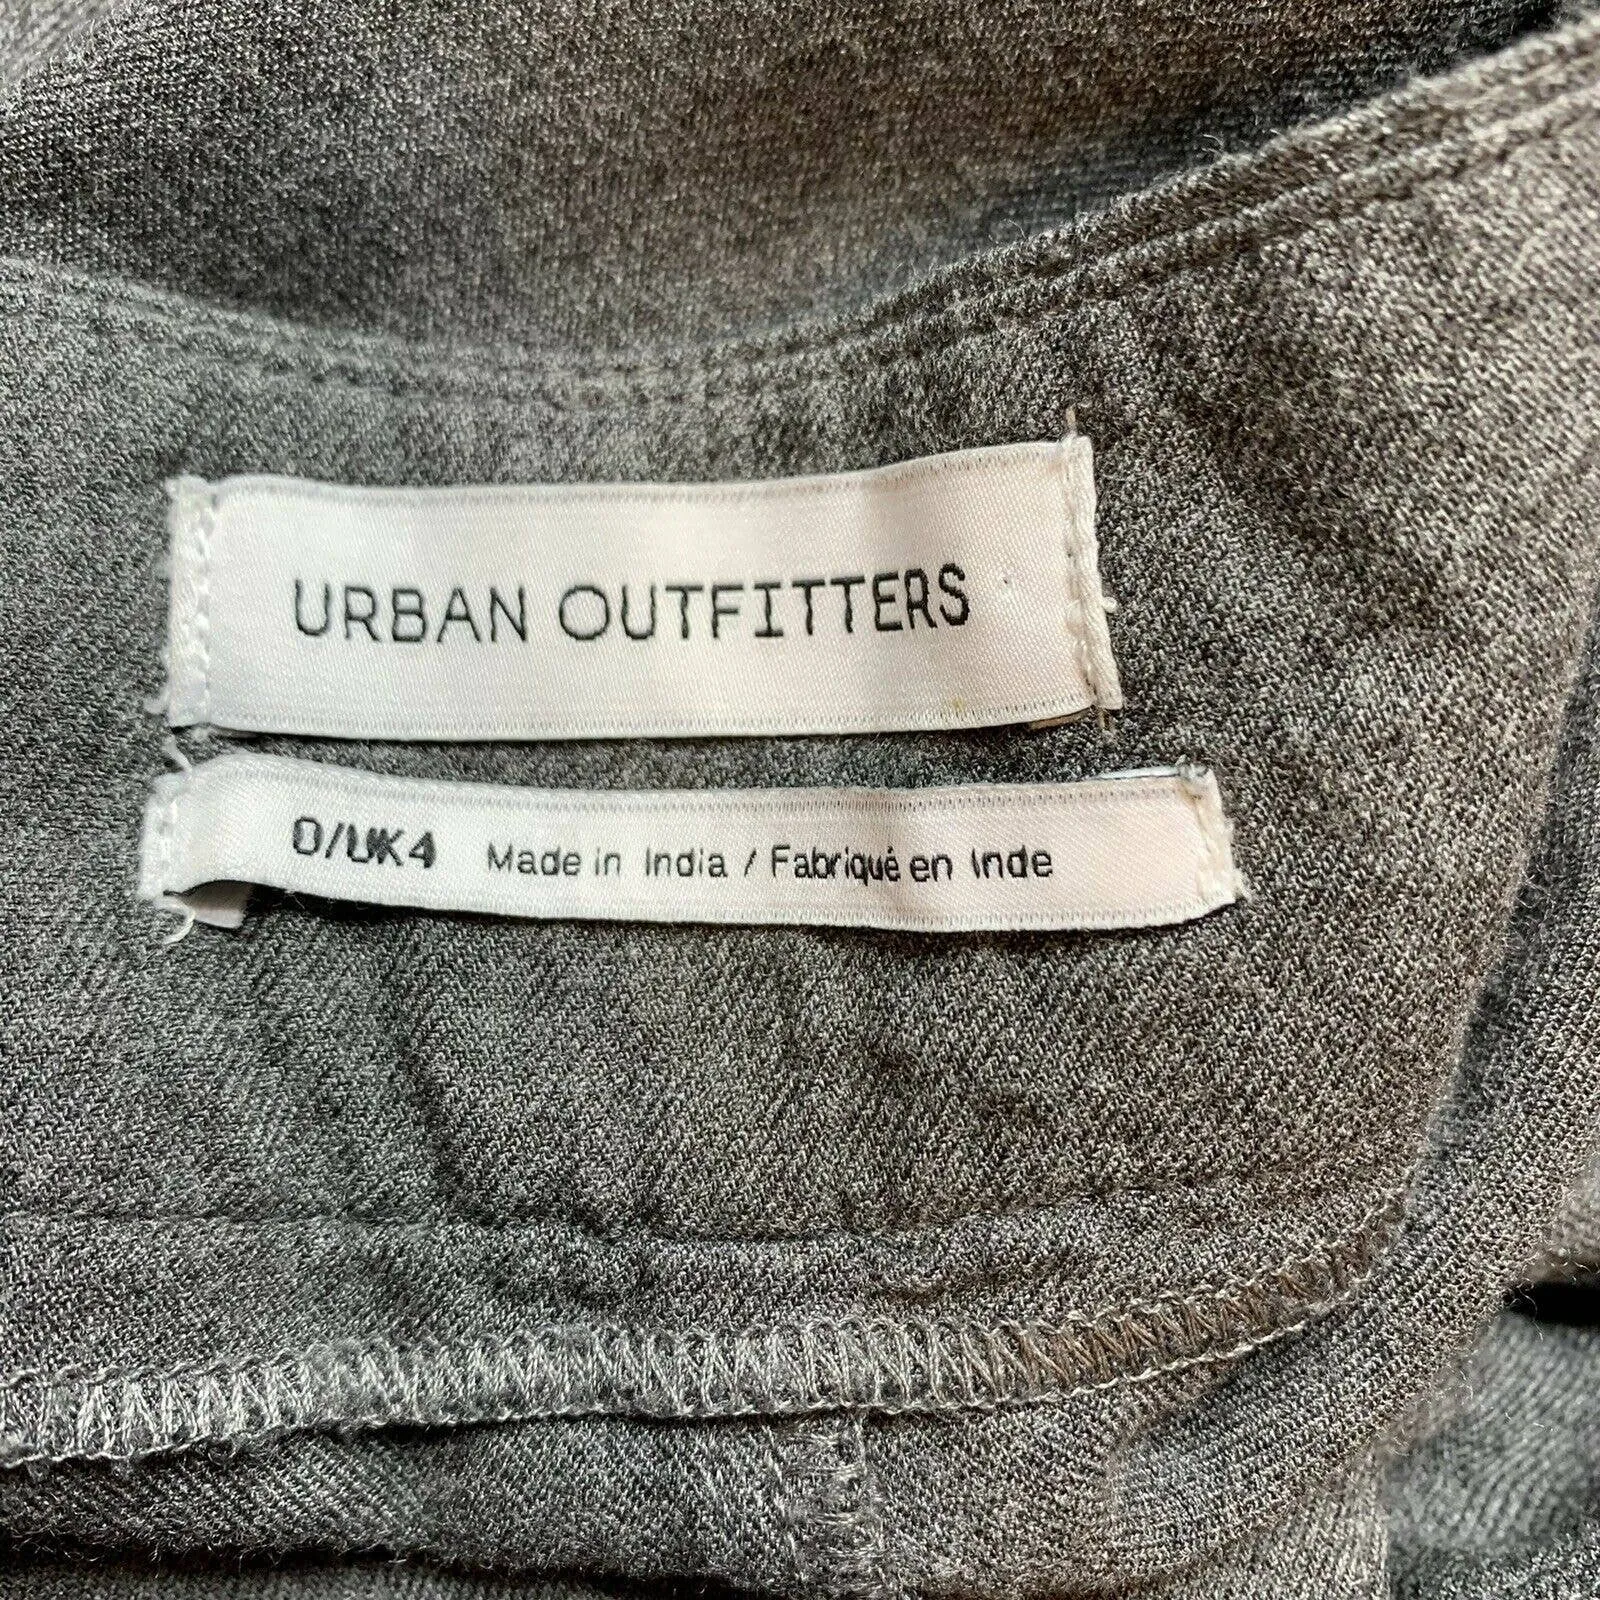 URBAN OUTFITTERS
0/UK4 Made in India / Fabriqué en Inde